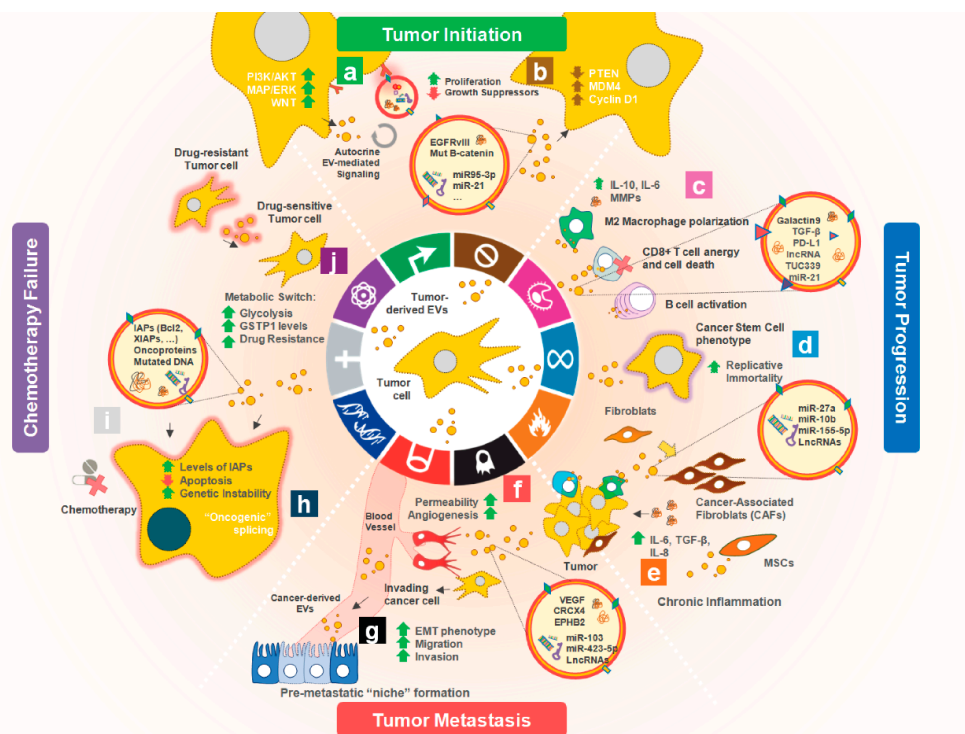 Tumor Initiation
a
PI3K/AKT
MAP/ERK
WNT
Proliferation
Growth Suppressors
b
PTEN
MDM4
Cyclin D1
Autocrine
EV-mediated
Signaling
EGFRvIII
Mut B-catenin
miR95-3p
miR-21
...
Drug-resistant
Tumor cell
Drug-sensitive
Tumor cell
j
Metabolic Switch:
Glycolysis
GSTP1 levels
Drug Resistance
c
IL-10, IL-6
MMPs
M2 Macrophage polarization
CD8+ T cell anergy
and cell death
B cell activation
Galactin9
TGF-β
PD-L1
lncRNA
TUC339
miR-21
Tumor-
derived EVs
Tumor
cell
Chemotherapy Failure
Tumor Progression
Cancer Stem Cell
phenotype
d
Replicative
Immortality
IAPs (Bcl2,
XIAPs, ...)
Oncoproteins
Mutated DNA
i
Chemotherapy
Levels of IAPs
Apoptosis
Genetic Instability
"Oncogenic"
splicing
h
Fibroblats
miR-27a
miR-10b
miR-155-5p
LncRNAs
Cancer-Associated
Fibroblats (CAFs)
IL-6, TGF-β,
IL-8
e
MSCs
Tumor
Chronic Inflammation
f
Permeability
Angiogenesis
Blood
Vessel
Invading
cancer cell
Cancer-derived
EVs
g
EMT phenotype
Migration
Invasion
VEGF
CRCX4
EPHB2
miR-103
miR-423-5p
LncRNAs
Pre-metastatic "niche" formation
Tumor Metastasis